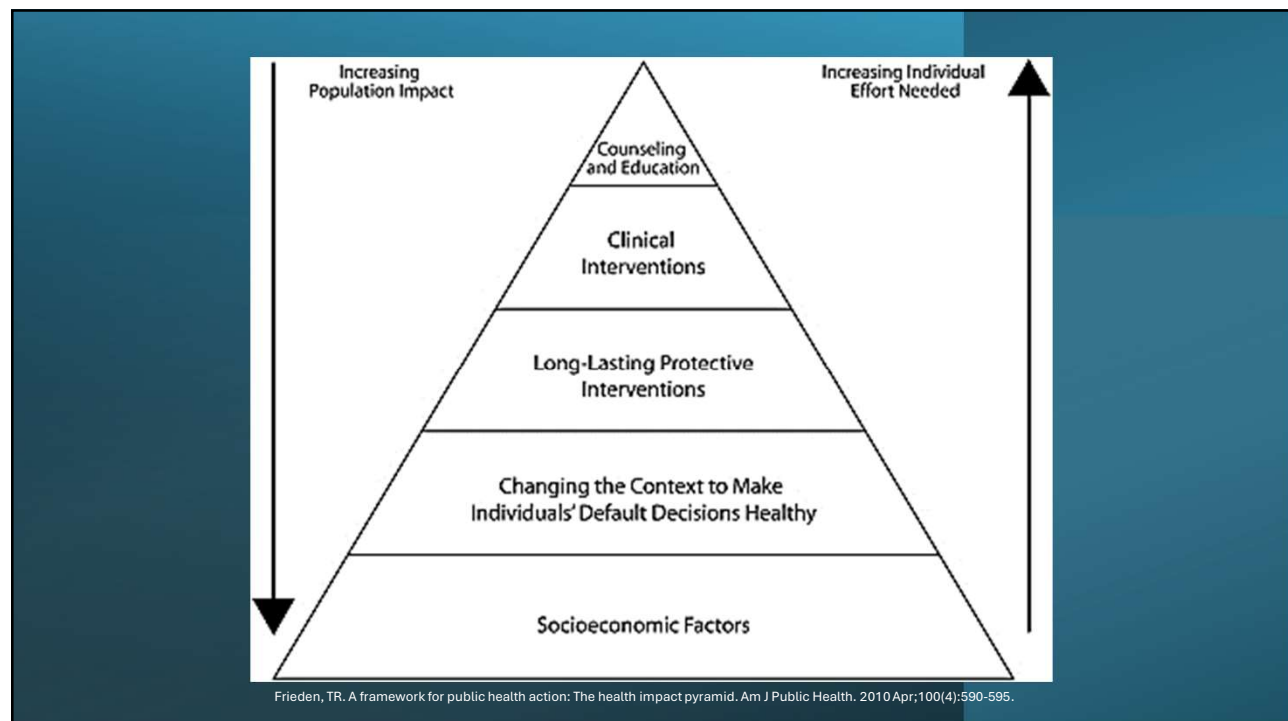 Increasing
Population Impact
Increasing Individual
Effort Needed
Counseling
and Education
Clinical
Interventions
Long-Lasting Protective
Interventions
Changing the Context to Make
Individuals' Default Decisions Healthy
Socioeconomic Factors
Frieden, TR. A framework for public health action: The health impact pyramid. Am J Public Health. 2010 Apr;100(4):590-595.